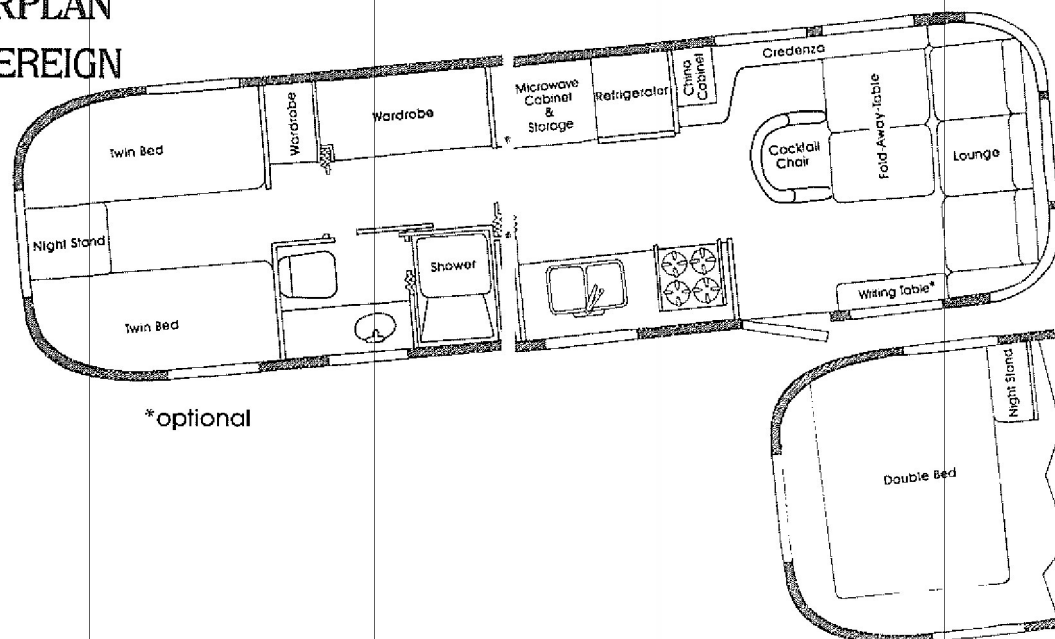 RPLAN
EREIGN
Twin Bed
Wardrobe
Wardrobe
Microwave
Cabinet
&
Storage
Refrigerator
China
Cabinet
Credenza
Cocktail
Chair
Fold-Away-Table
Lounge
Night Stand
Twin Bed
Shower
Writing Table*
*optional
Night Stand
Double Bed